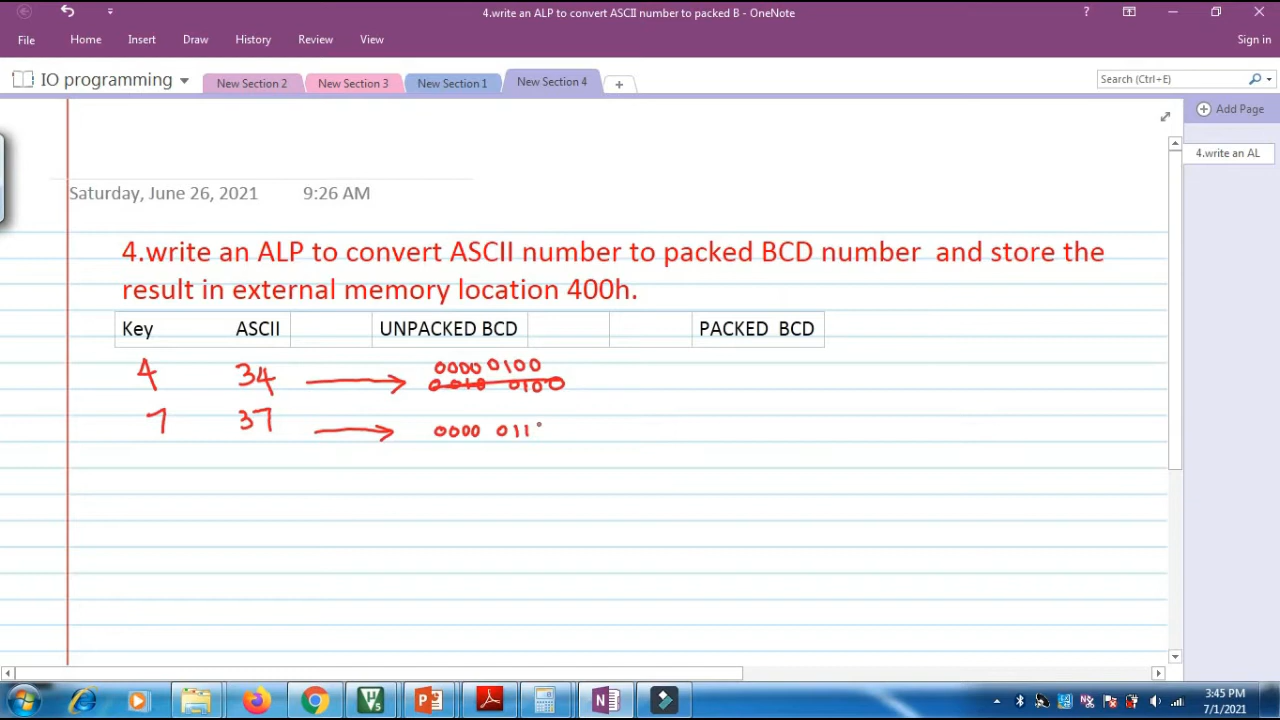 4.write an ALP to convert ASCII number to packed B - OneNote
?
File Home Insert Draw History Review View
Sign in
IO programming New Section 2 New Section 3 New Section 1 New Section 4 +
Search (Ctrl+E)
Add Page
4.write an AL
Saturday, June 26, 2021 9:26 AM
4.write an ALP to convert ASCII number to packed BCD number and store the
result in external memory location 400h.
Key ASCII UNPACKED BCD PACKED BCD
0000 0100
4 34
0 010 0100
7 37 0000 011
3:45 PM
7/1/2021